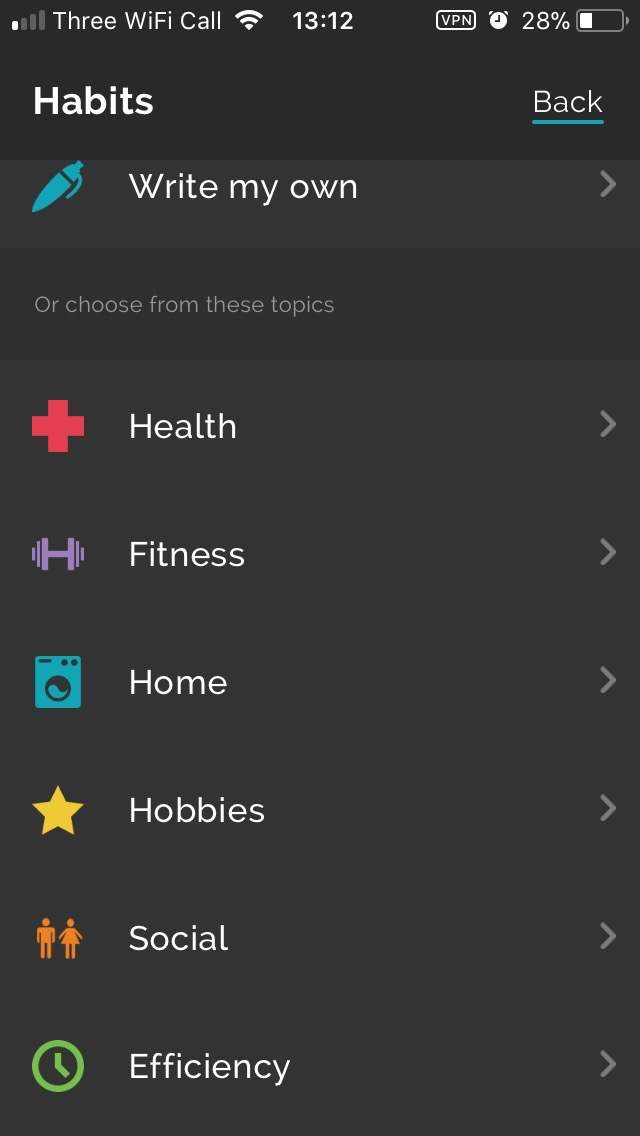 Three WiFi Call 13:12 VPN 28%
Habits Back
Write my own
Or choose from these topics
Health
Fitness
Home
Hobbies
Social
Efficiency